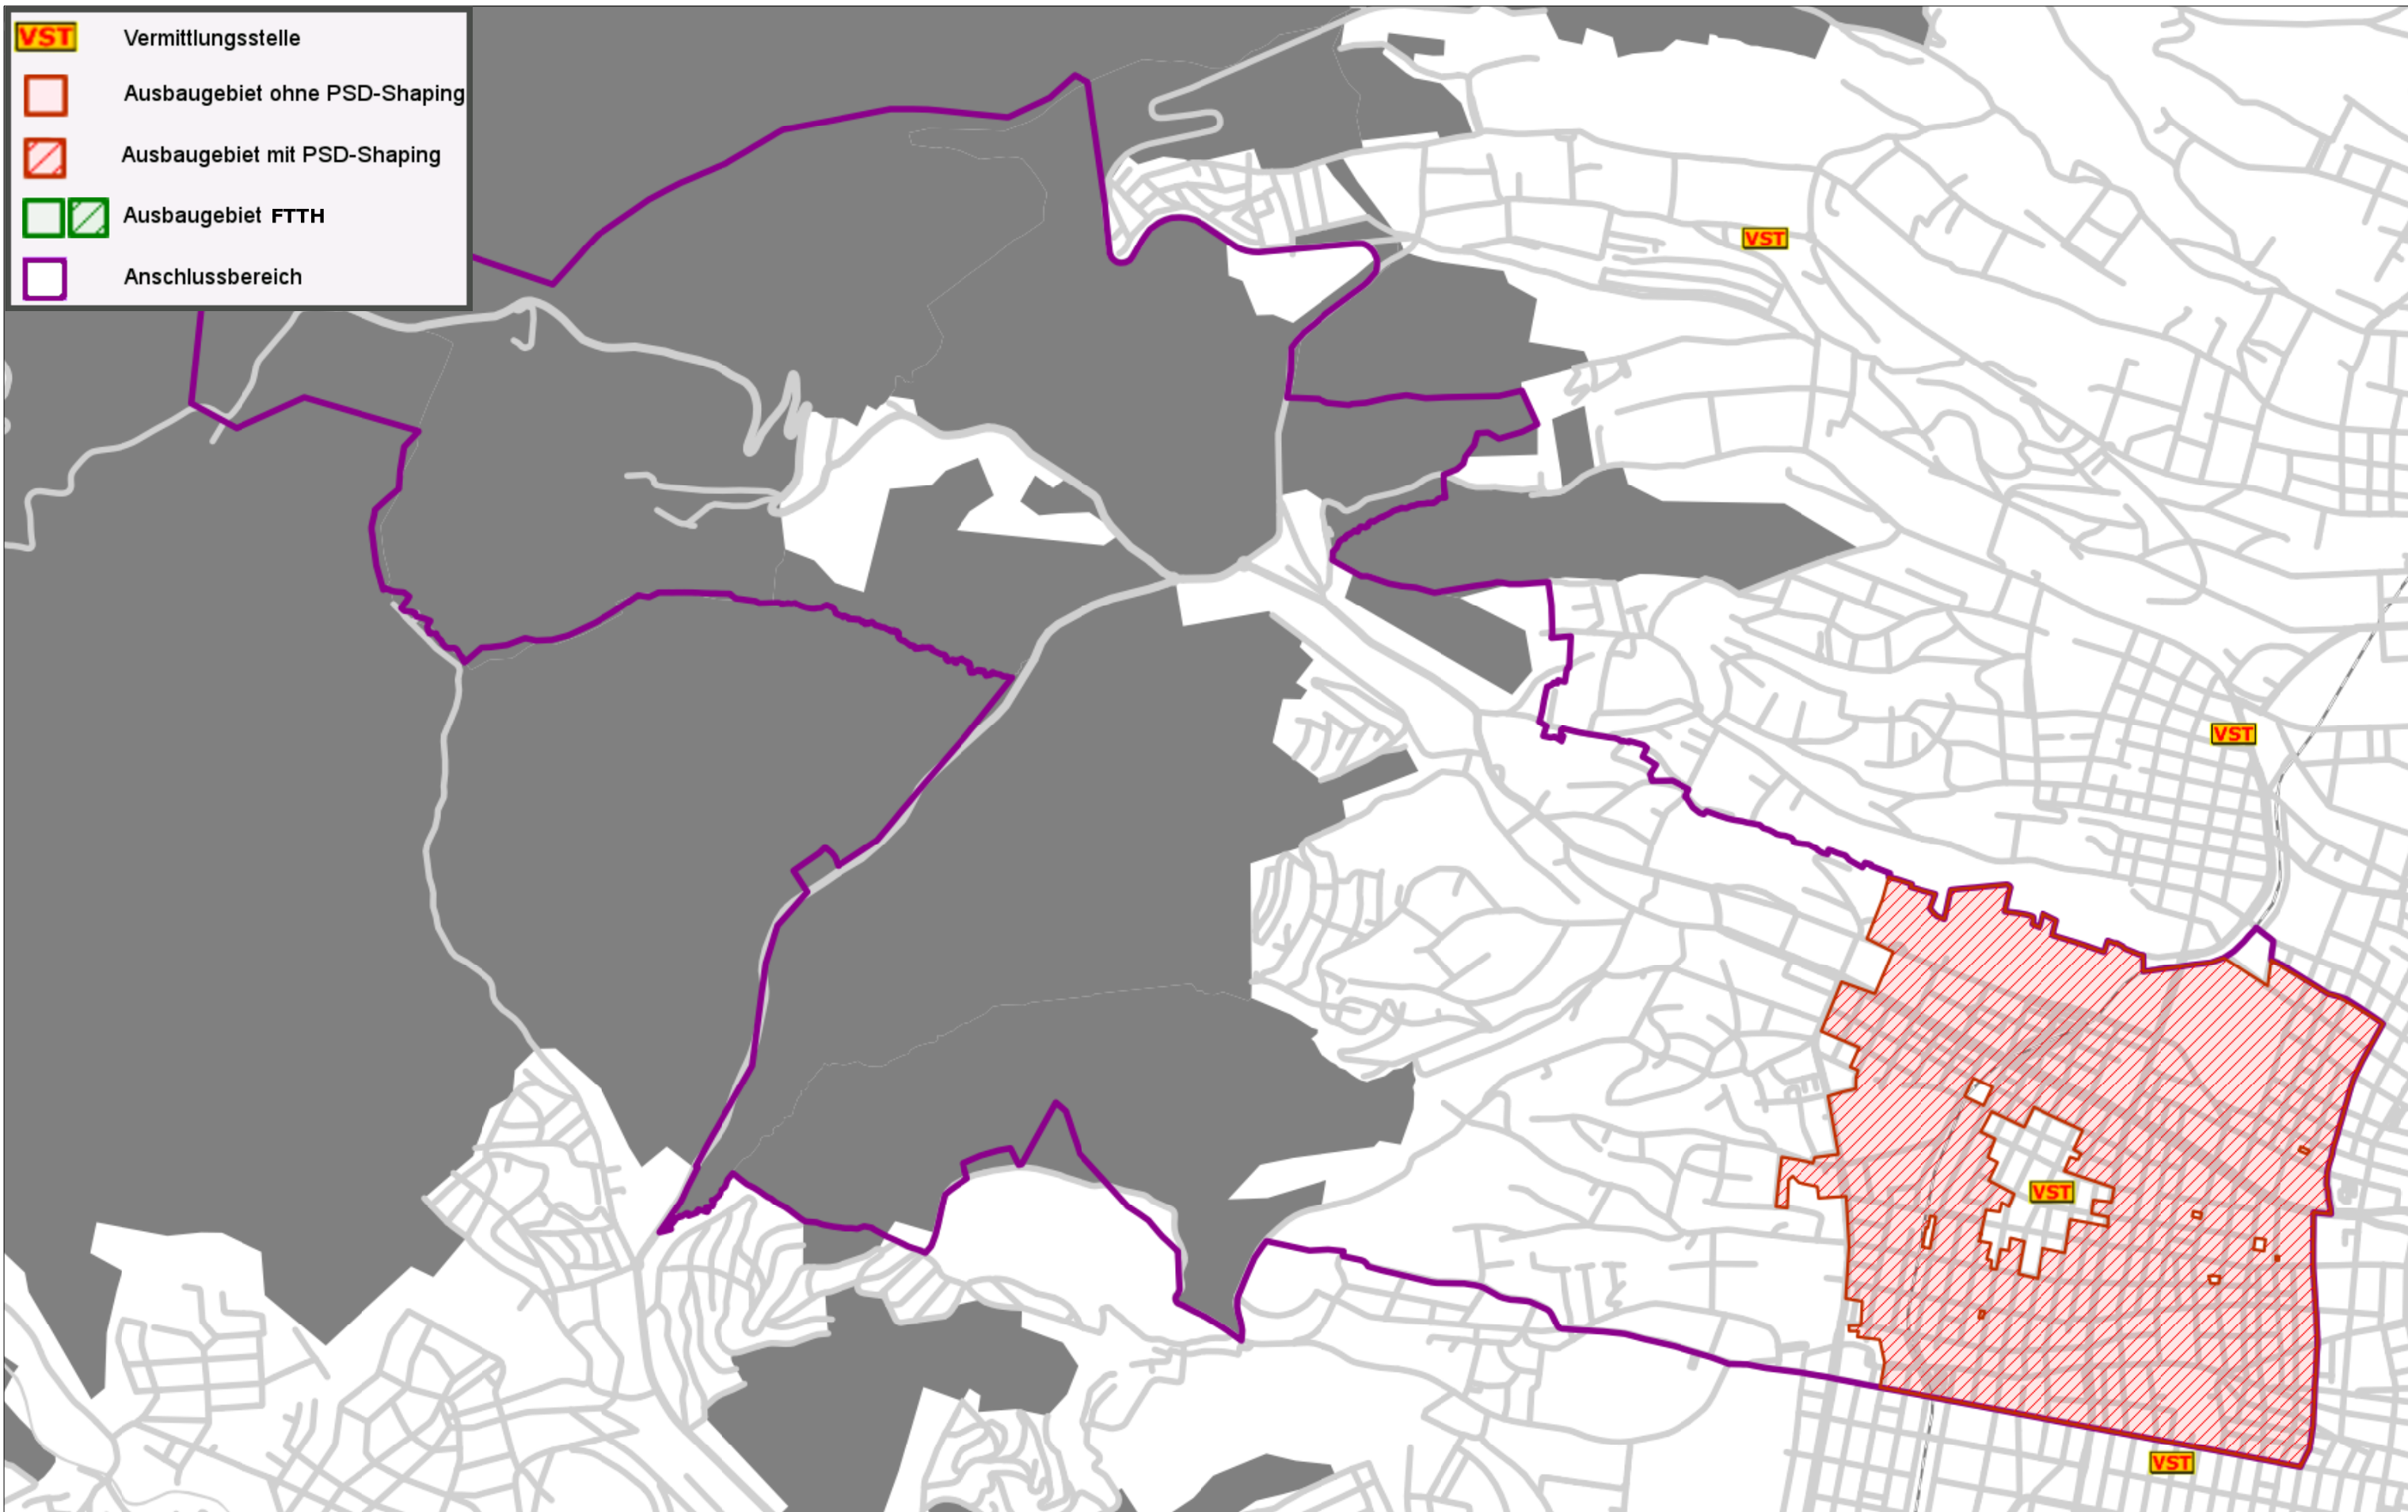 VST Vermittlungsstelle
Ausbaugebiet ohne PSD-Shaping
Ausbaugebiet mit PSD-Shaping
Ausbaugebiet FTTH
Anschlussbereich
VST
VST
VST
VST